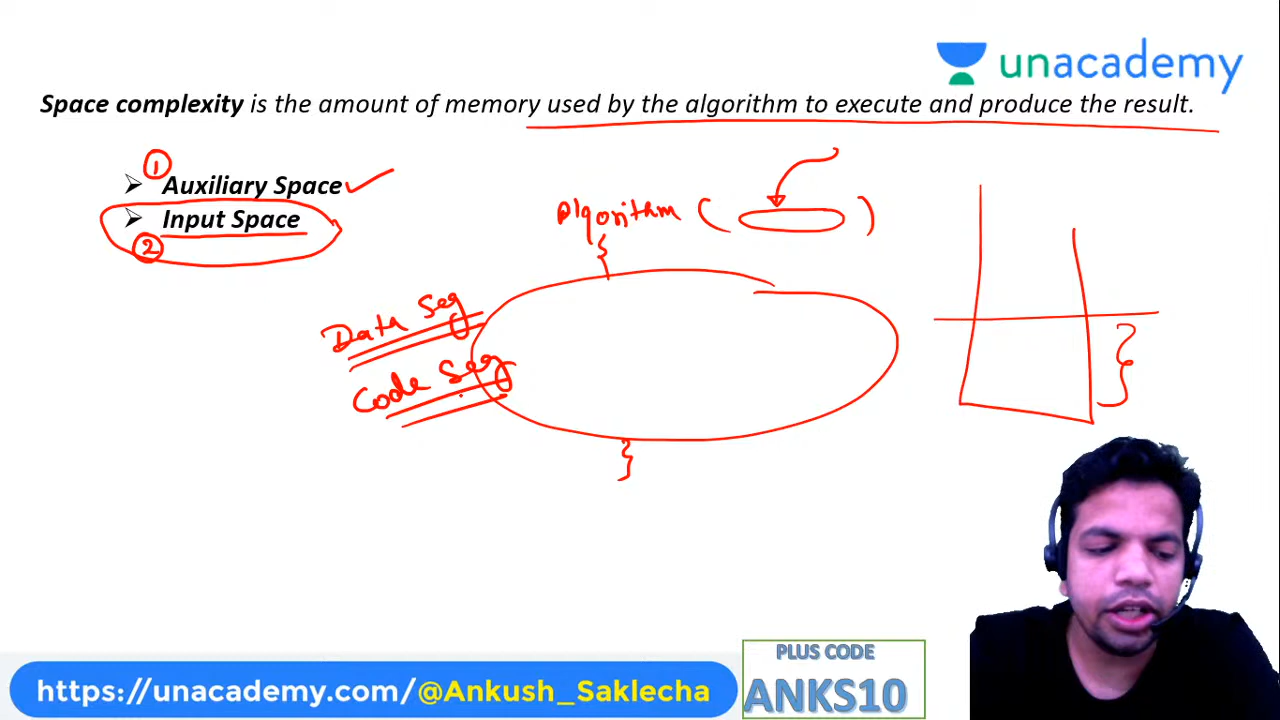 unacademy
Space complexity is the amount of memory used by the algorithm to execute and produce the result.
1
➢ Auxiliary Space
➢ Input Space
2
Algorithm ( )
{
Data Seg
Code Seg
}
PLUS CODE
ANKS10
https://unacademy.com/@Ankush_Saklecha